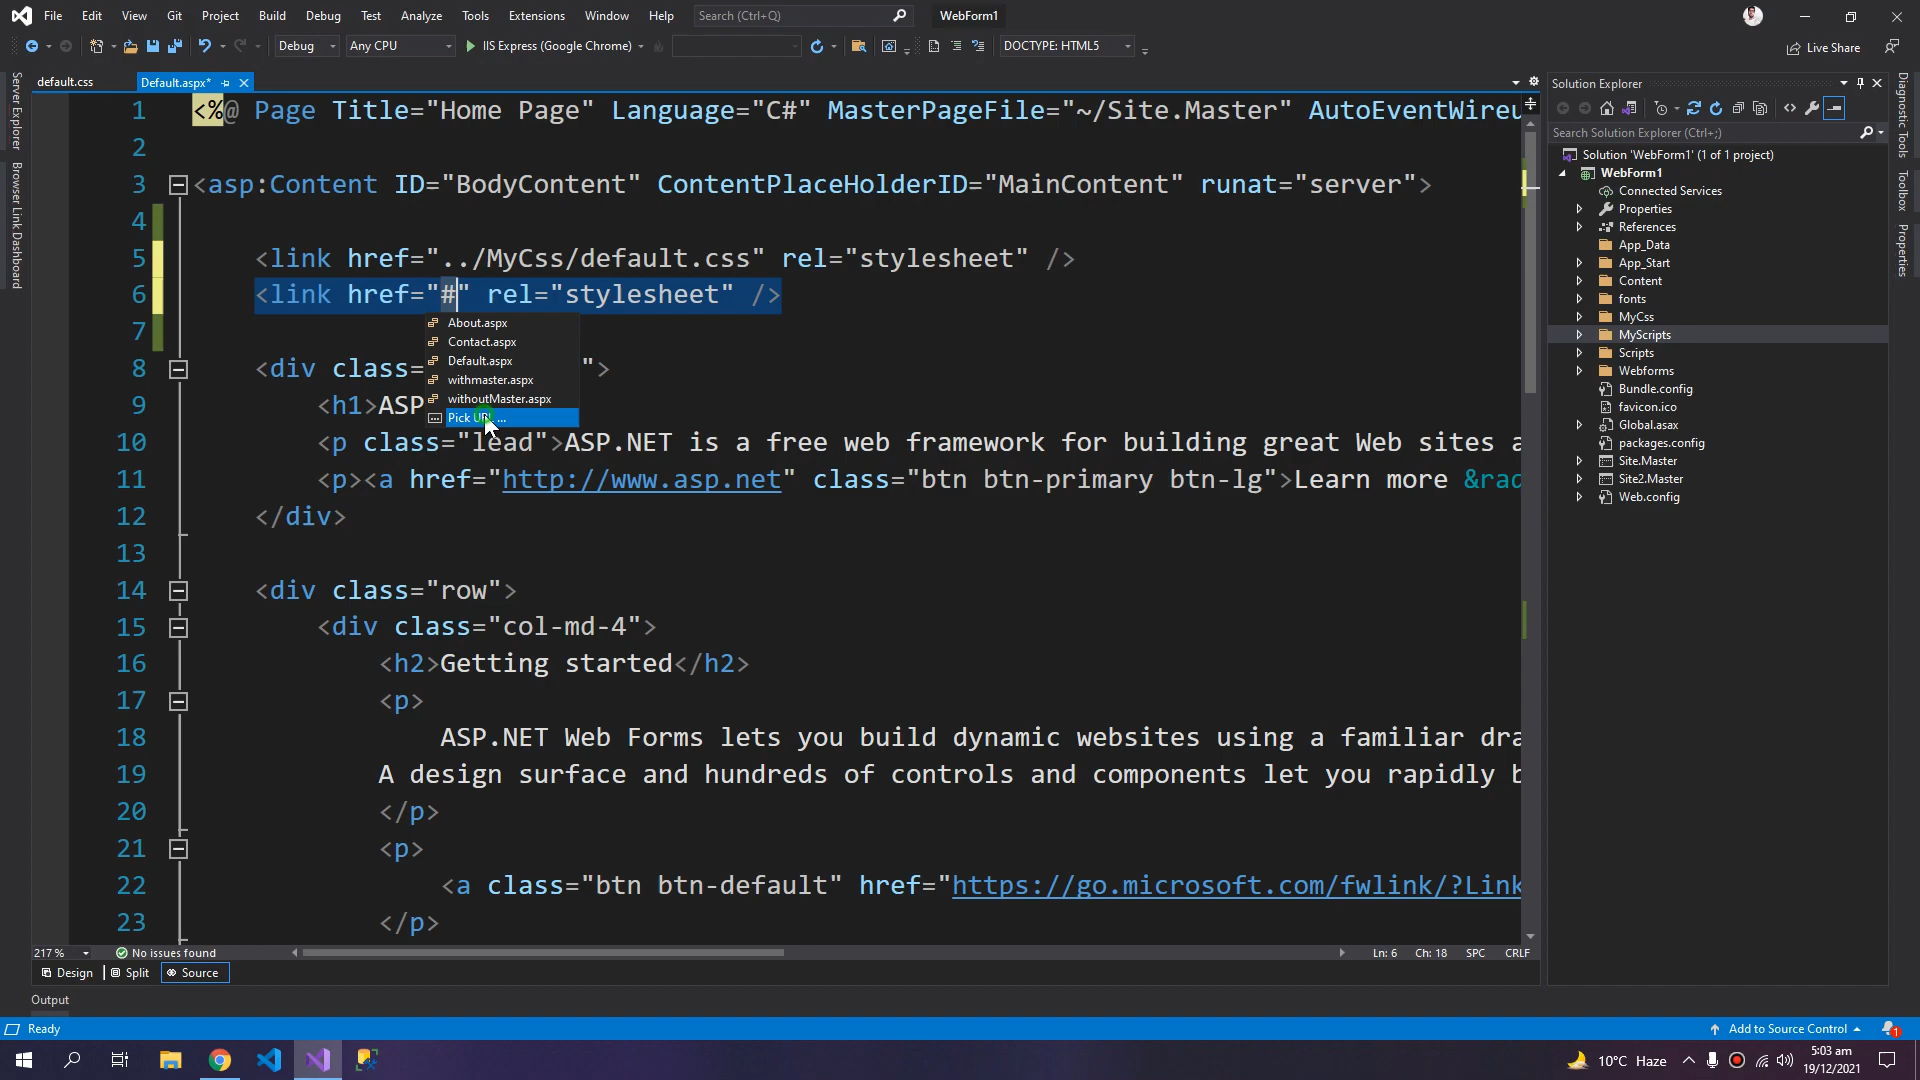 File Edit View Git Project Build Debug Test Analyze Tools Extensions Window Help Search (Ctrl+Q) WebForm1
Debug Any CPU IIS Express (Google Chrome) DOCTYPE: HTML5 Live Share
default.css Default.aspx*
1 <%@ Page Title="Home Page" Language="C#" MasterPageFile="~/Site.Master" AutoEventWireu
2
3 <asp:Content ID="BodyContent" ContentPlaceHolderID="MainContent" runat="server">
4
5 <link href="../MyCss/default.css" rel="stylesheet" />
6 <link href="#" rel="stylesheet" />
7
About.aspx
Contact.aspx
Default.aspx
withmaster.aspx
withoutMaster.aspx
Pick URL...
8 <div class= ">
9 <h1>ASP
10 <p class="lead">ASP.NET is a free web framework for building great Web sites a
11 <p><a href="http://www.asp.net" class="btn btn-primary btn-lg">Learn more &raq
12 </div>
13
14 <div class="row">
15 <div class="col-md-4">
16 <h2>Getting started</h2>
17 <p>
18 ASP.NET Web Forms lets you build dynamic websites using a familiar dra
19 A design surface and hundreds of controls and components let you rapidly b
20 </p>
21 <p>
22 <a class="btn btn-default" href="https://go.microsoft.com/fwlink/?Link
23 </p>
217 % No issues found Ln: 6 Ch: 18 SPC CRLF
Design Split Source
Output
Ready Add to Source Control 1
Server Explorer
Browser Link Dashboard
Solution Explorer
Search Solution Explorer (Ctrl+;)
Solution 'WebForm1' (1 of 1 project)
WebForm1
Connected Services
Properties
References
App_Data
App_Start
Content
fonts
MyCss
MyScripts
Scripts
Webforms
Bundle.config
favicon.ico
Global.asax
packages.config
Site.Master
Site2.Master
Web.config
Diagnostic Tools
Toolbox
Properties
10°C Haze
5:03 am
19/12/2021